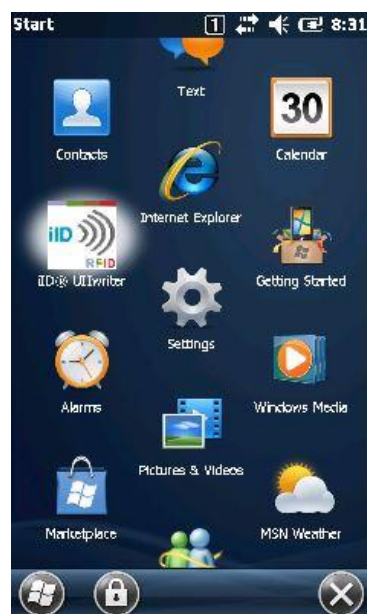 Start 1 8:31
Text
Contacts
30
Calendar
Internet Explorer
iID
RFID
iID® UIIwriter
Getting Started
Settings
Alarms
Windows Media
Pictures & Videos
Marketplace
MSN Weather